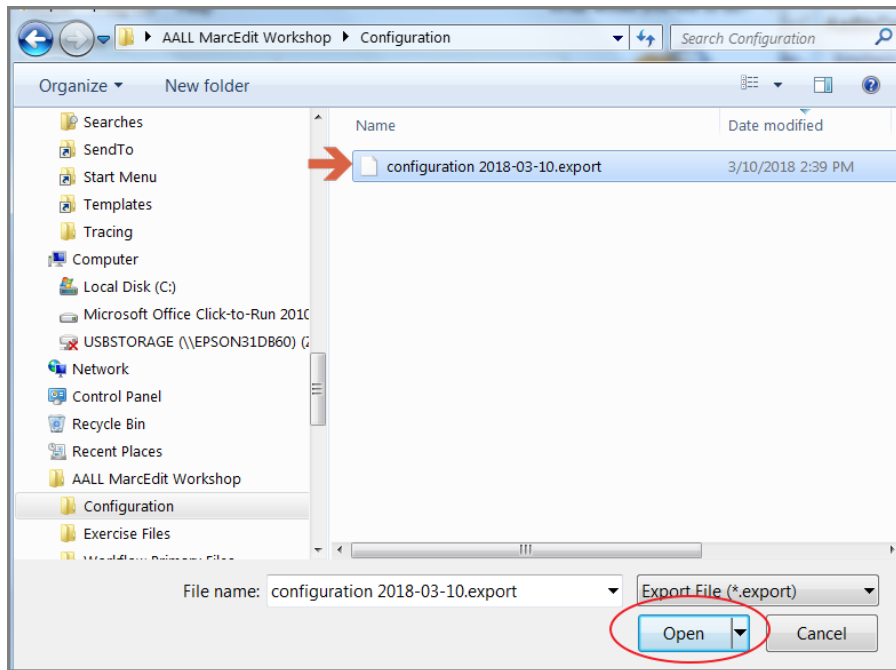 AALL MarcEdit Workshop Configuration Search Configuration
Organize New folder
Searches
SendTo
Start Menu
Templates
Tracing
Computer
Local Disk (C:)
Microsoft Office Click-to-Run 2010
USBSTORAGE (\\EPSON31DB60) (Z
Network
Control Panel
Recycle Bin
Recent Places
AALL MarcEdit Workshop
Configuration
Exercise Files
Workflow Primary Files
Name Date modified
configuration 2018-03-10.export 3/10/2018 2:39 PM
File name: configuration 2018-03-10.export Export File (*.export)
Open Cancel